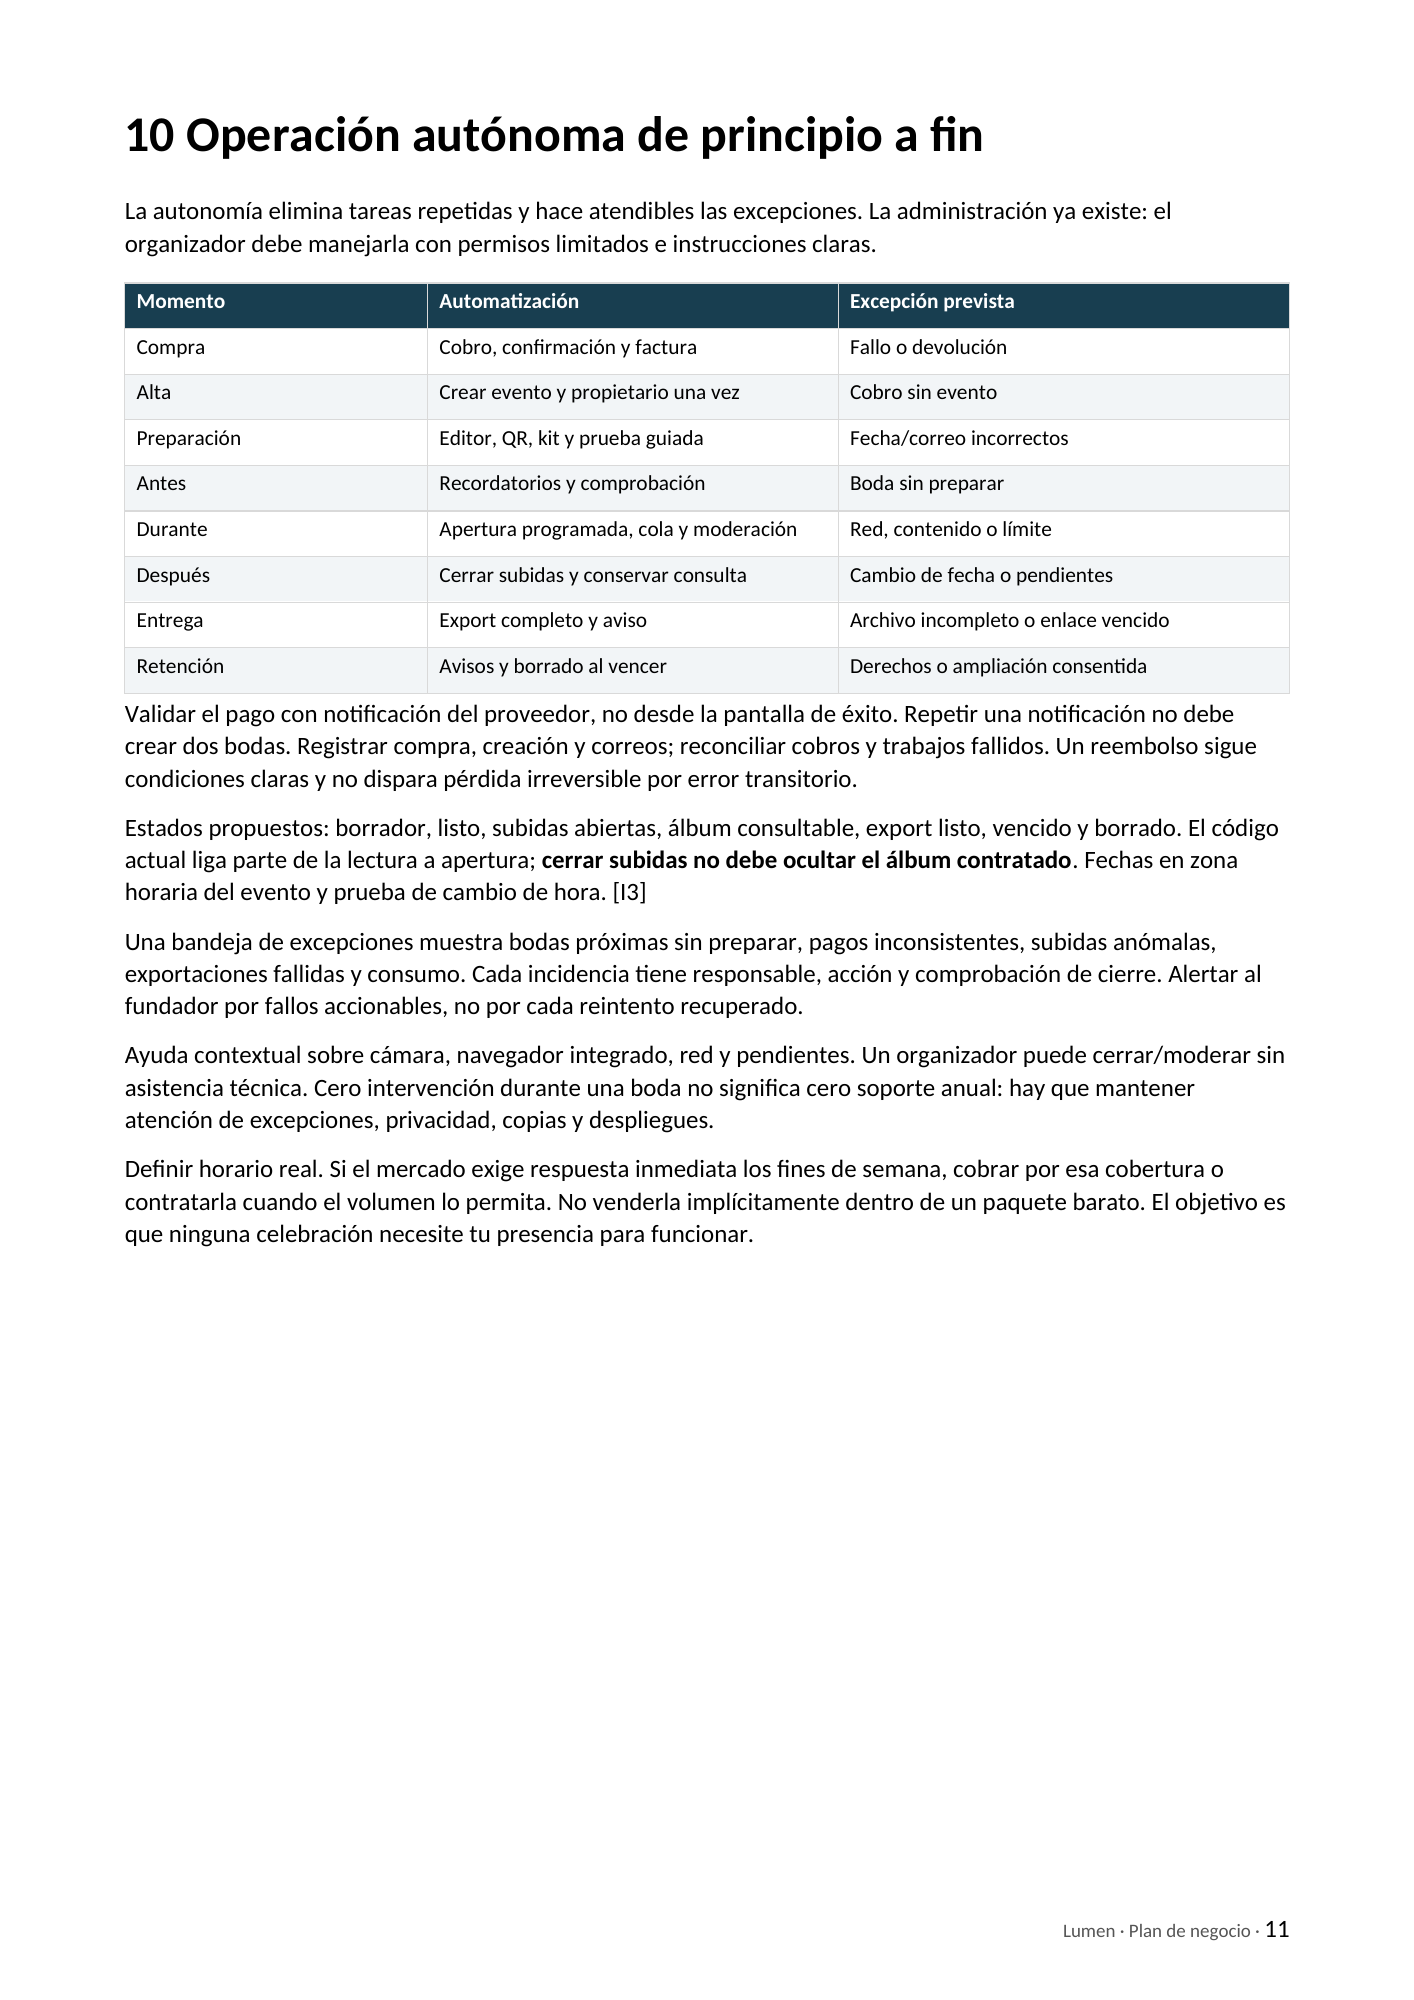 10 Operación autónoma de principio a fin
La autonomía elimina tareas repetidas y hace atendibles las excepciones. La administración ya existe: el
organizador debe manejarla con permisos limitados e instrucciones claras.
Momento Automatización Excepción prevista
Compra Cobro, confirmación y factura Fallo o devolución
Alta Crear evento y propietario una vez Cobro sin evento
Preparación Editor, QR, kit y prueba guiada Fecha/correo incorrectos
Antes Recordatorios y comprobación Boda sin preparar
Durante Apertura programada, cola y moderación Red, contenido o límite
Después Cerrar subidas y conservar consulta Cambio de fecha o pendientes
Entrega Export completo y aviso Archivo incompleto o enlace vencido
Retención Avisos y borrado al vencer Derechos o ampliación consentida
Validar el pago con notificación del proveedor, no desde la pantalla de éxito. Repetir una notificación no debe
crear dos bodas. Registrar compra, creación y correos; reconciliar cobros y trabajos fallidos. Un reembolso sigue
condiciones claras y no dispara pérdida irreversible por error transitorio.
Estados propuestos: borrador, listo, subidas abiertas, álbum consultable, export listo, vencido y borrado. El código
actual liga parte de la lectura a apertura; cerrar subidas no debe ocultar el álbum contratado. Fechas en zona
horaria del evento y prueba de cambio de hora. [I3]
Una bandeja de excepciones muestra bodas próximas sin preparar, pagos inconsistentes, subidas anómalas,
exportaciones fallidas y consumo. Cada incidencia tiene responsable, acción y comprobación de cierre. Alertar al
fundador por fallos accionables, no por cada reintento recuperado.
Ayuda contextual sobre cámara, navegador integrado, red y pendientes. Un organizador puede cerrar/moderar sin
asistencia técnica. Cero intervención durante una boda no significa cero soporte anual: hay que mantener
atención de excepciones, privacidad, copias y despliegues.
Definir horario real. Si el mercado exige respuesta inmediata los fines de semana, cobrar por esa cobertura o
contratarla cuando el volumen lo permita. No venderla implícitamente dentro de un paquete barato. El objetivo es
que ninguna celebración necesite tu presencia para funcionar.
Lumen · Plan de negocio · 11